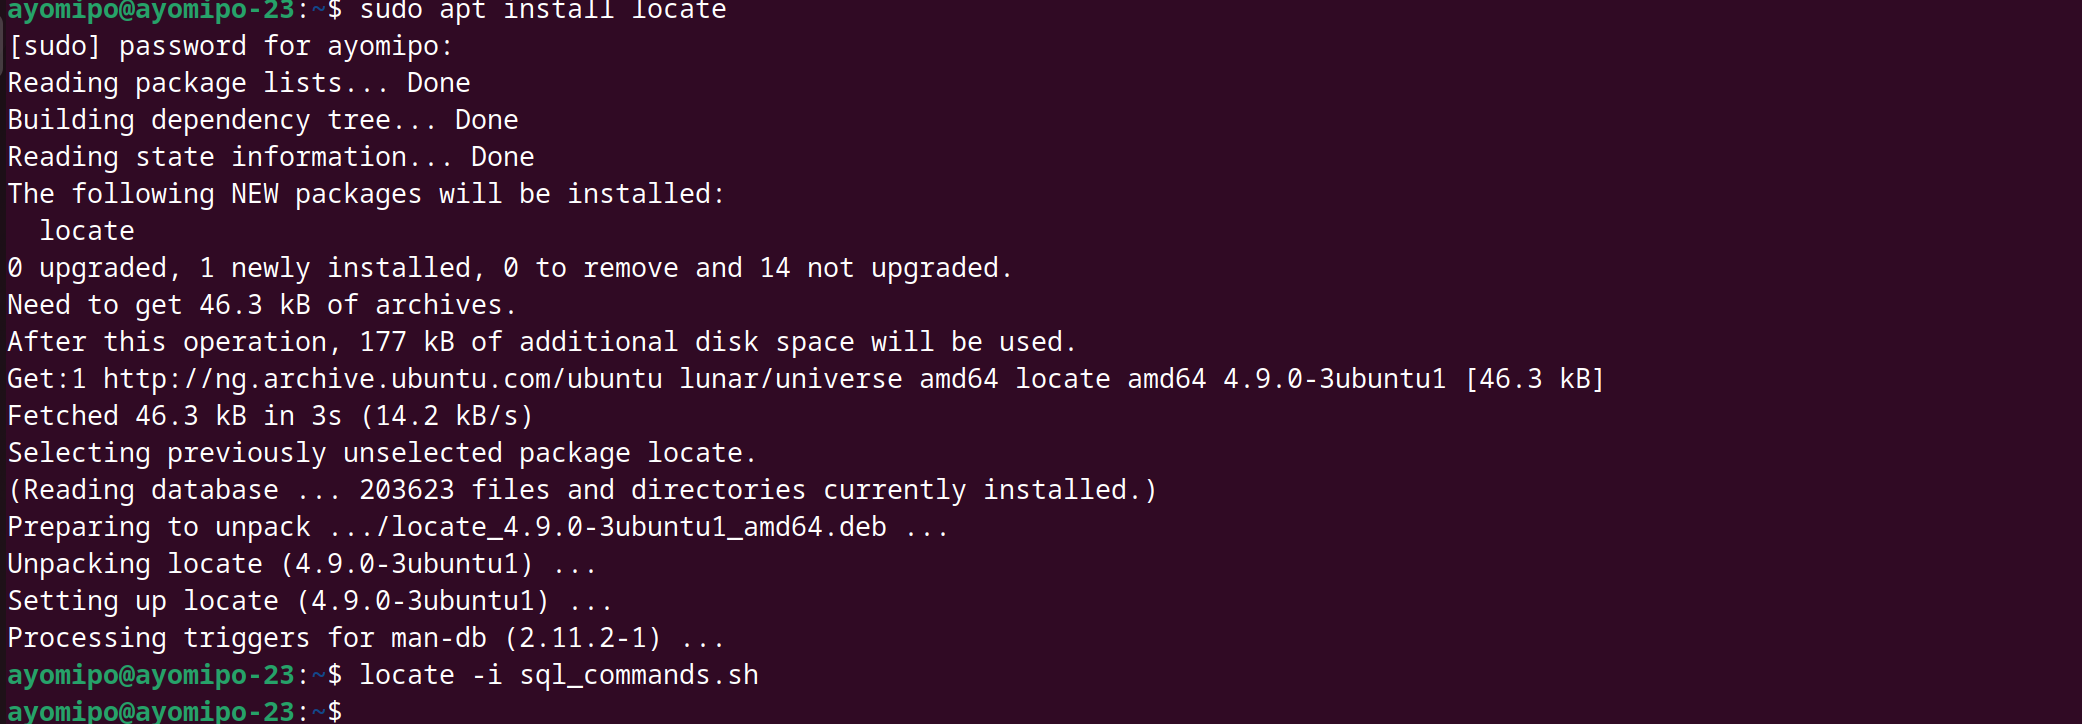 ayomipo@ayomipo-23:~$ sudo apt install locate
[sudo] password for ayomipo:
Reading package lists... Done
Building dependency tree... Done
Reading state information... Done
The following NEW packages will be installed:
  locate
0 upgraded, 1 newly installed, 0 to remove and 14 not upgraded.
Need to get 46.3 kB of archives.
After this operation, 177 kB of additional disk space will be used.
Get:1 http://ng.archive.ubuntu.com/ubuntu lunar/universe amd64 locate amd64 4.9.0-3ubuntu1 [46.3 kB]
Fetched 46.3 kB in 3s (14.2 kB/s)
Selecting previously unselected package locate.
(Reading database ... 203623 files and directories currently installed.)
Preparing to unpack .../locate_4.9.0-3ubuntu1_amd64.deb ...
Unpacking locate (4.9.0-3ubuntu1) ...
Setting up locate (4.9.0-3ubuntu1) ...
Processing triggers for man-db (2.11.2-1) ...
ayomipo@ayomipo-23:~$ locate -i sql_commands.sh
ayomipo@ayomipo-23:~$